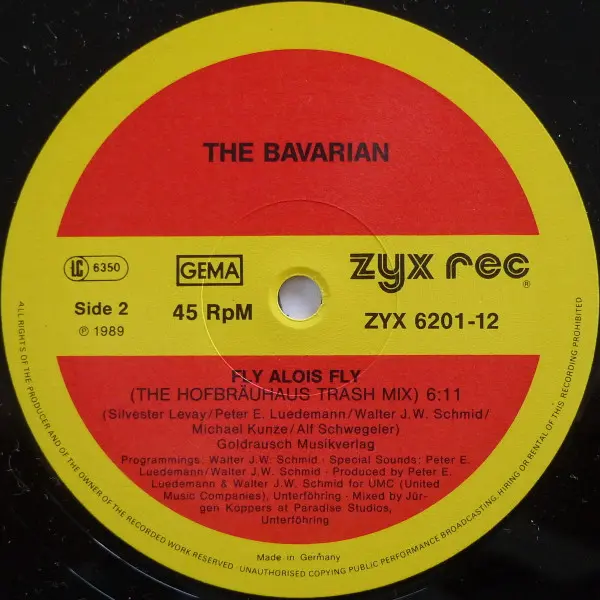 THE BAVARIAN
LC 6350
GEMA
zyx rec
®
Side 2
45 RpM
ZYX 6201-12
℗ 1989
FLY ALOIS FLY
(THE HOFBRÄUHAUS TRASH MIX) 6:11
(Silvester Levay/Peter E. Luedemann/Walter J.W. Schmid/
Michael Kunze/Alf Schwegeler)
Goldrausch Musikverlag
Programmings: Walter J.W. Schmid · Special Sounds: Peter E.
Luedemann/Walter J.W. Schmid · Produced by Peter E.
Luedemann & Walter J.W. Schmid for UMC (United
Music Companies), Unterföhring · Mixed by Jür-
gen Koppers at Paradise Studios,
Unterföhring
Made in Germany
ALL RIGHTS OF THE PRODUCER AND OF THE OWNER OF THE RECORDED WORK RESERVED. UNAUTHORISED COPYING PUBLIC PERFORMANCE BROADCASTING, HIRING OR RENTAL OF THIS RECORDING PROHIBITED